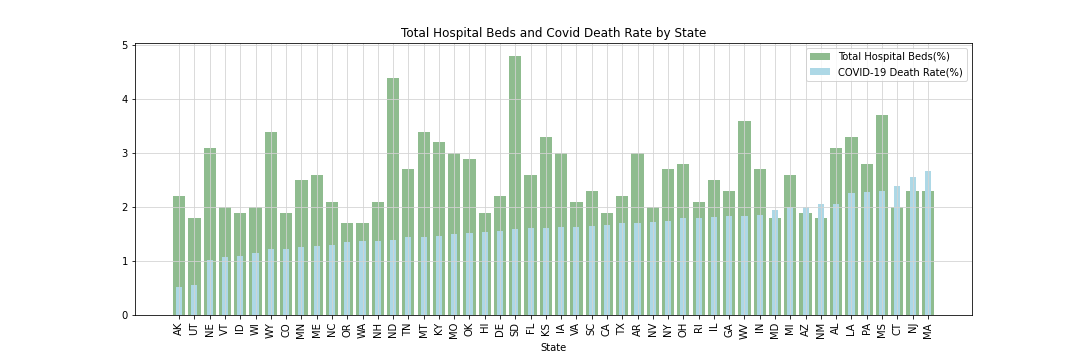 Total Hospital Beds and Covid Death Rate by State
Total Hospital Beds(%)
COVID-19 Death Rate(%)
5
4
3
2
1
0
AK UT NE VT ID WI WY CO MN ME NC OR WA NH ND TN MT KY MO OK HI DE SD FL KS IA VA SC CA TX AR NV NY OH RI IL GA WV IN MD MI AZ NM AL LA PA MS CT NJ MA
State